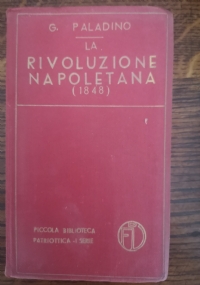 G. PALADINO
LA
RIVOLUZIONE
NAPOLETANA
(1848)
PICCOLA BIBLIOTECA
PATRIOTTICA - I SERIE